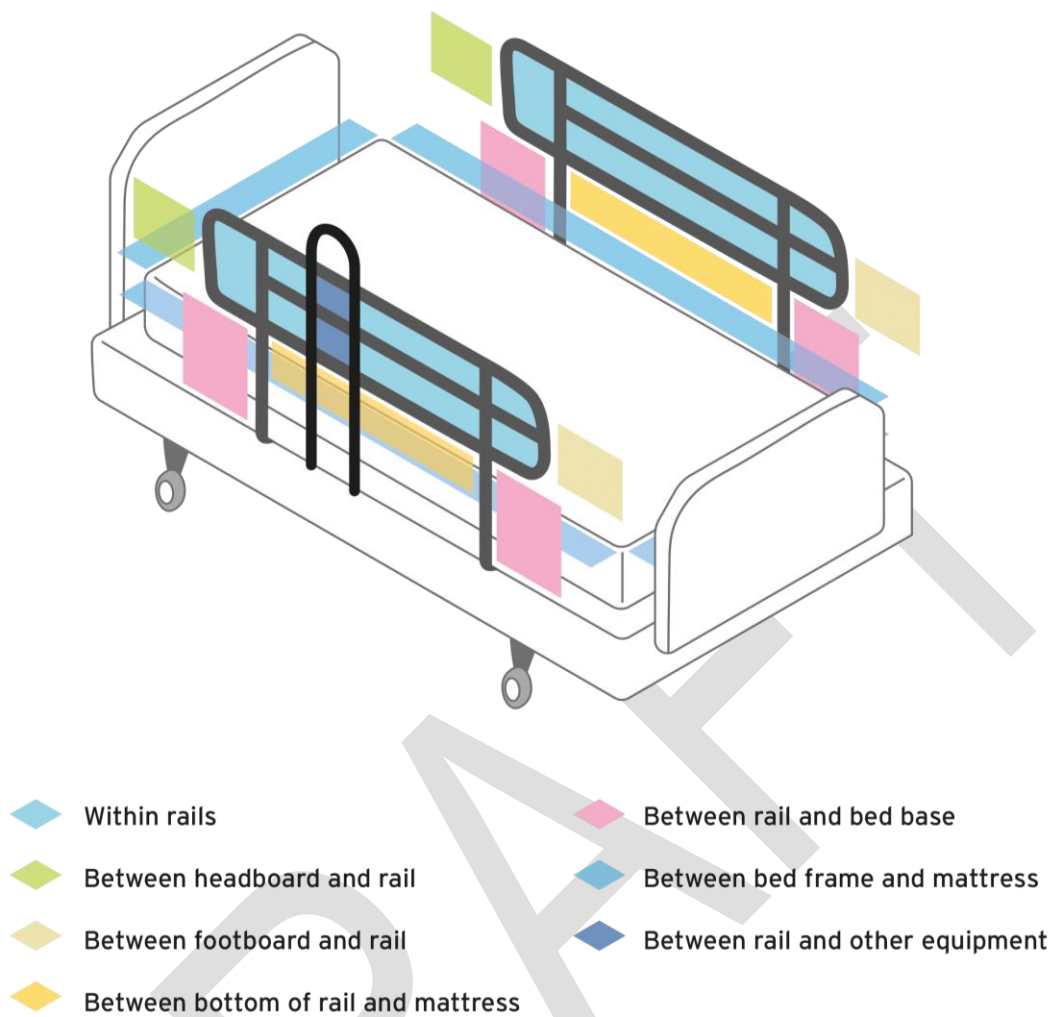 Within rails
Between headboard and rail
Between footboard and rail
Between bottom of rail and mattress
Between rail and bed base
Between bed frame and mattress
Between rail and other equipment
DRAFT